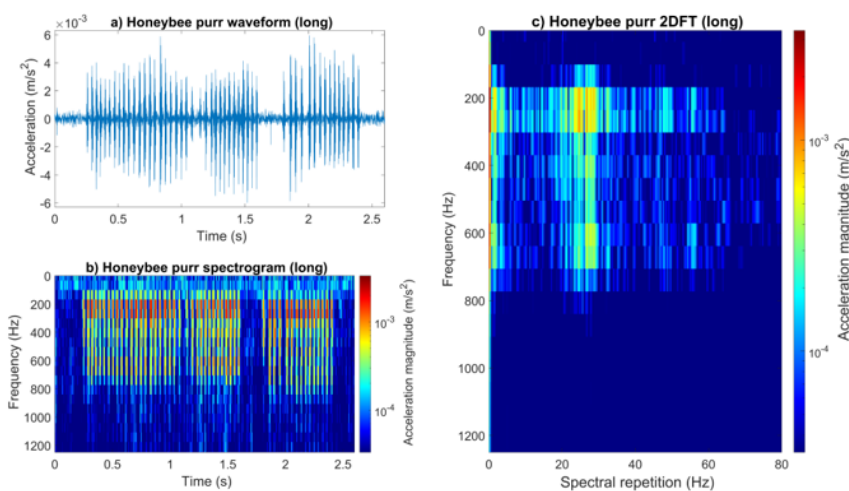 a) Honeybee purr waveform (long)
×10⁻³
6
4
2
0
-2
-4
-6
Acceleration (m/s²)
0 0.5 1 1.5 2 2.5
Time (s)
b) Honeybee purr spectrogram (long)
0
200
400
600
800
1000
1200
Frequency (Hz)
0 0.5 1 1.5 2 2.5
Time (s)
10⁻³
10⁻⁴
Acceleration magnitude (m/s²)
c) Honeybee purr 2DFT (long)
0
200
400
600
800
1000
1200
Frequency (Hz)
0 20 40 60 80
Spectral repetition (Hz)
10⁻³
10⁻⁴
Acceleration magnitude (m/s²)